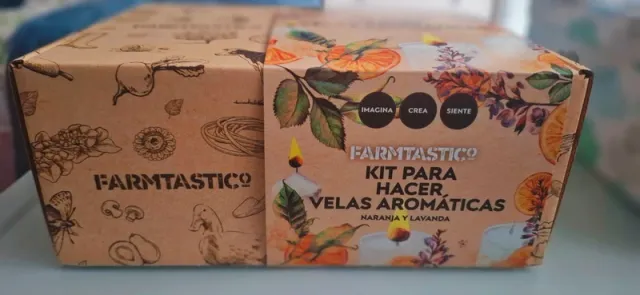 FARMTASTICO
IMAGINA CREA SIENTE
FARMTASTICO
KIT PARA
HACER
VELAS AROMÁTICAS
NARANJA Y LAVANDA